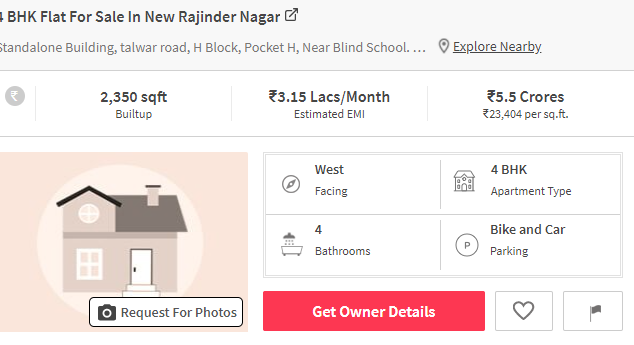 4 BHK Flat For Sale In New Rajinder Nagar
Standalone Building, talwar road, H Block, Pocket H, Near Blind School. ... Explore Nearby
₹ 2,350 sqft ₹3.15 Lacs/Month ₹5.5 Crores
Builtup Estimated EMI ₹23,404 per sq.ft.
West 4 BHK
Facing Apartment Type
4 Bike and Car
Bathrooms P Parking
Request For Photos Get Owner Details